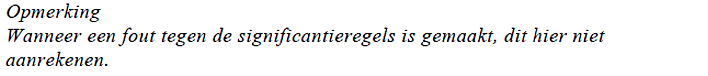 Opmerking
Wanneer een fout tegen de significantieregels is gemaakt, dit hier niet
aanrekenen.